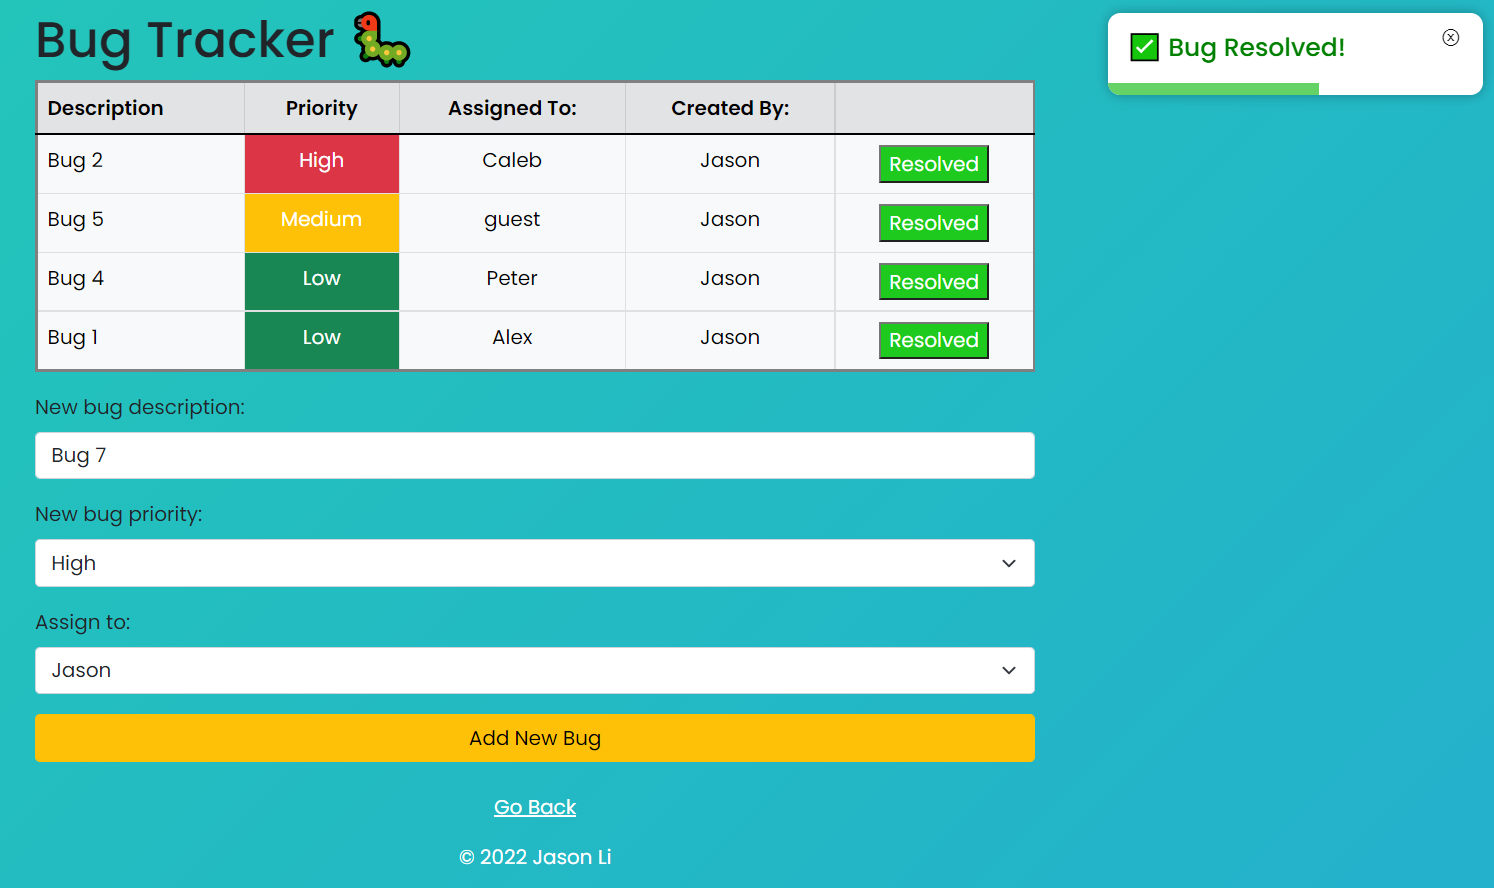 Bug Tracker
Bug Resolved!
Description Priority Assigned To: Created By:
Bug 2 High Caleb Jason Resolved
Bug 5 Medium guest Jason Resolved
Bug 4 Low Peter Jason Resolved
Bug 1 Low Alex Jason Resolved
New bug description:
Bug 7
New bug priority:
High
Assign to:
Jason
Add New Bug
Go Back
© 2022 Jason Li